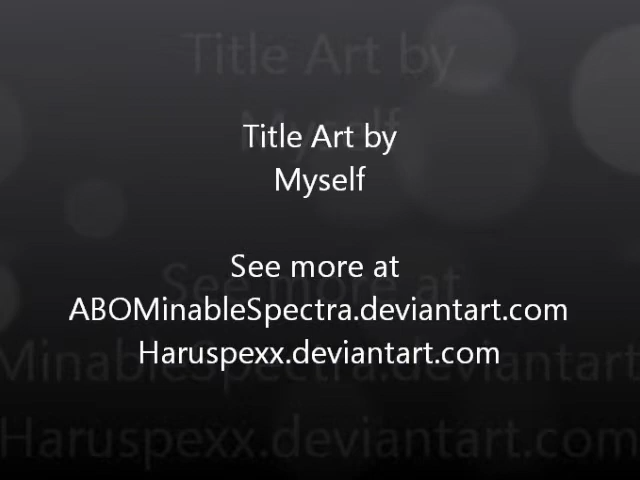 Title Art by
Myself
See more at
ABOMinableSpectra.deviantart.com
Haruspexx.deviantart.com